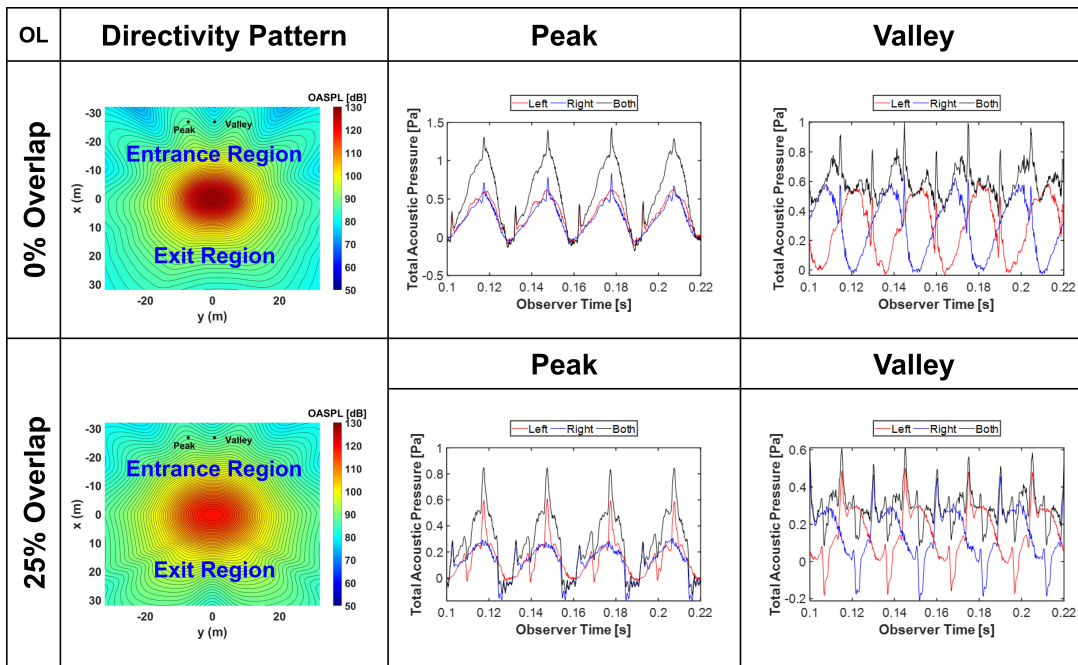 OL
Directivity Pattern
Peak
Valley
0% Overlap
OASPL [dB]
Peak
Valley
Entrance Region
Exit Region
x (m)
-30
-20
-10
0
10
20
30
-20
0
20
y (m)
130
120
110
100
90
80
70
60
50
Left
Right
Both
Total Acoustic Pressure [Pa]
1.5
1
0.5
0
-0.5
0.1
0.12
0.14
0.16
0.18
0.2
0.22
Observer Time [s]
Left
Right
Both
Total Acoustic Pressure [Pa]
1
0.8
0.6
0.4
0.2
0
0.1
0.12
0.14
0.16
0.18
0.2
0.22
Observer Time [s]
25% Overlap
Peak
Valley
OASPL [dB]
Peak
Valley
Entrance Region
Exit Region
x (m)
-30
-20
-10
0
10
20
30
-20
0
20
y (m)
130
120
110
100
90
80
70
60
50
Left
Right
Both
Total Acoustic Pressure [Pa]
1
0.8
0.6
0.4
0.2
0
0.1
0.12
0.14
0.16
0.18
0.2
0.22
Observer Time [s]
Left
Right
Both
Total Acoustic Pressure [Pa]
0.6
0.4
0.2
0
-0.2
0.1
0.12
0.14
0.16
0.18
0.2
0.22
Observer Time [s]